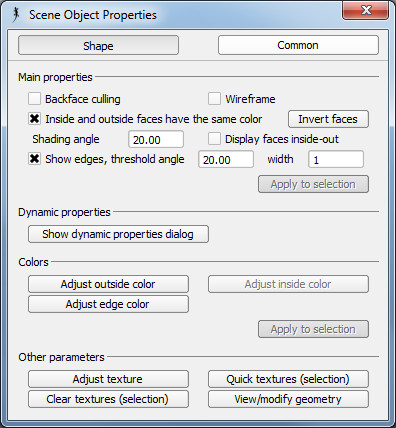 Scene Object Properties
Shape Common
Main properties
Backface culling Wireframe
Inside and outside faces have the same color Invert faces
Shading angle 20.00 Display faces inside-out
Show edges, threshold angle 20.00 width 1
Apply to selection
Dynamic properties
Show dynamic properties dialog
Colors
Adjust outside color Adjust inside color
Adjust edge color
Apply to selection
Other parameters
Adjust texture Quick textures (selection)
Clear textures (selection) View/modify geometry